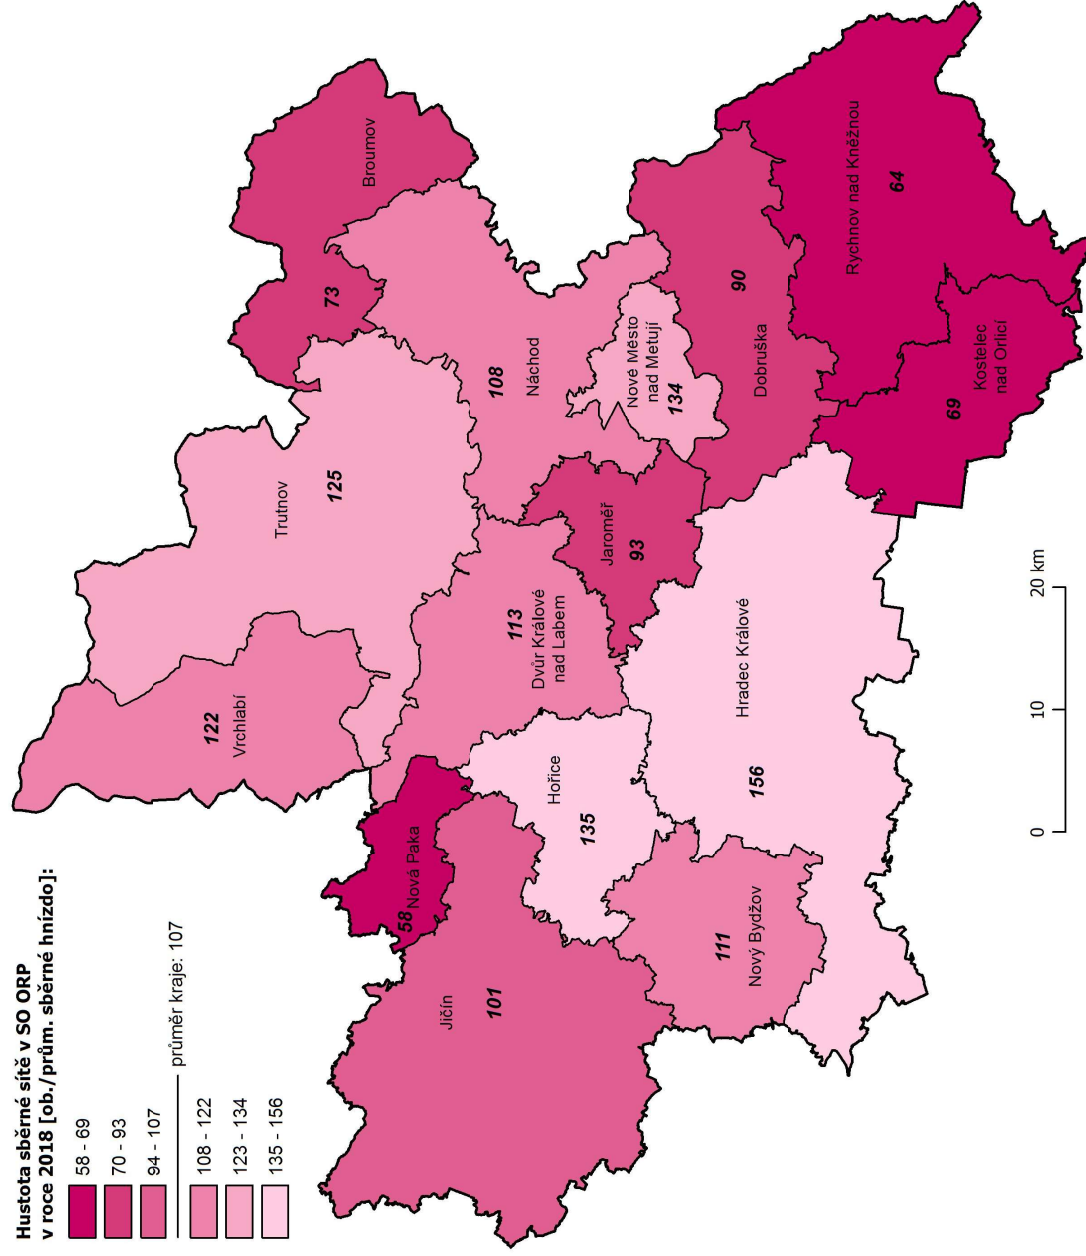 Hustota sběrné sítě v SO ORP
v roce 2018 [ob./prům. sběrné hnízdo]:
58 - 69
70 - 93
94 - 107
průměr kraje: 107
108 - 122
123 - 134
135 - 156
122
Vrchlabí
Trutnov
125
73
Broumov
58
Nová Paka
Jičín
101
113
Dvůr Králové
nad Labem
108
Náchod
Hořice
135
Jaroměř
93
Nové Město
nad Metují
134
111
Nový Bydžov
Hradec Králové
156
Dobruška
90
Rychnov nad Kněžnou
64
69
Kostelec
nad Orlicí
0
10
20 km